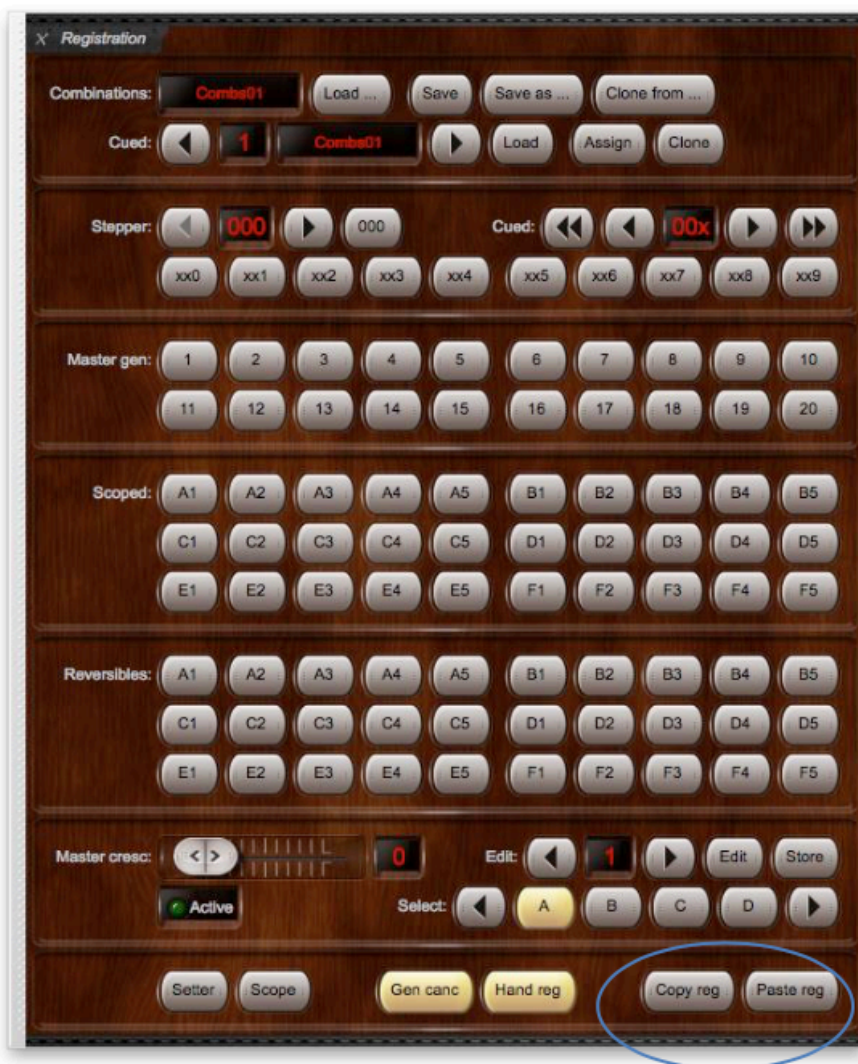 X Registration
Combinations: Combs01 Load ... Save Save as ... Clone from ...
Cued: 1 Combs01 Load Assign Clone
Stepper: 000 000 Cued: 00x
xx0 xx1 xx2 xx3 xx4 xx5 xx6 xx7 xx8 xx9
Master gen: 1 2 3 4 5 6 7 8 9 10
11 12 13 14 15 16 17 18 19 20
Scoped: A1 A2 A3 A4 A5 B1 B2 B3 B4 B5
C1 C2 C3 C4 C5 D1 D2 D3 D4 D5
E1 E2 E3 E4 E5 F1 F2 F3 F4 F5
Reversibles: A1 A2 A3 A4 A5 B1 B2 B3 B4 B5
C1 C2 C3 C4 C5 D1 D2 D3 D4 D5
E1 E2 E3 E4 E5 F1 F2 F3 F4 F5
Master cresc: < > 0 Edit: 1 Edit Store
Active Select: A B C D
Setter Scope Gen canc Hand reg Copy reg Paste reg